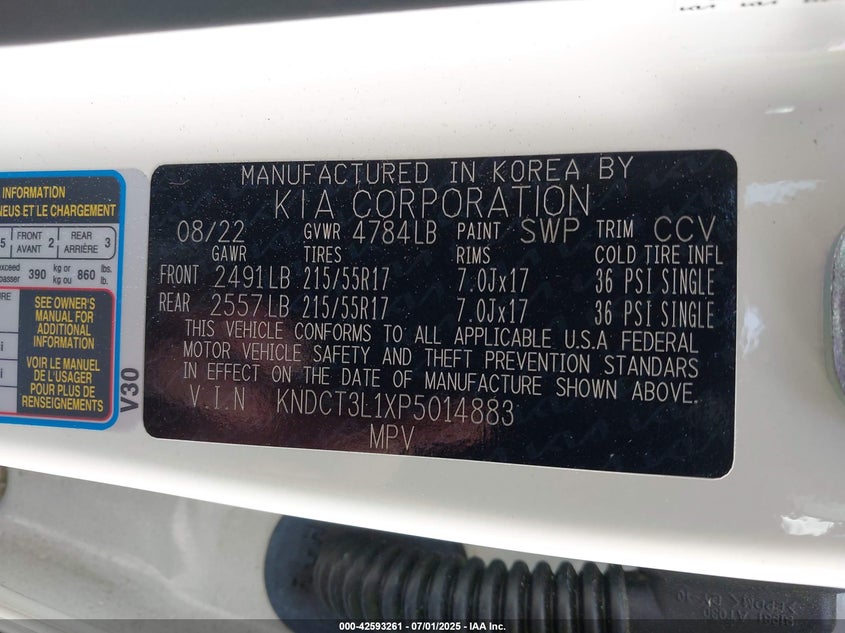 MANUFACTURED IN KOREA BY
KIA CORPORATION
08/22 GVWR 4784LB PAINT SWP TRIM CCV
GAWR TIRES RIMS COLD TIRE INFL
FRONT 2491LB 215/55R17 7.0Jx17 36 PSI SINGLE
REAR 2557LB 215/55R17 7.0Jx17 36 PSI SINGLE
THIS VEHICLE CONFORMS TO ALL APPLICABLE U.S.A FEDERAL
MOTOR VEHICLE SAFETY AND THEFT PREVENTION STANDARS
IN EFFECT ON THE DATE OF MANUFACTURE SHOWN ABOVE.
V.I.N KNDCT3L1XP5014883
MPV
INFORMATION
NEUS ET LE CHARGEMENT
5 FRONT AVANT 2 REAR ARRIÈRE 3
390 kg or kg ou 860 lbs. lb.
SEE OWNER'S
MANUAL FOR
ADDITIONAL
INFORMATION
VOIR LE MANUEL
DE L'USAGER
POUR PLUS DE
RENSEIGNEMENTS
V30
000-42593261 - 07/01/2025 - IAA Inc.